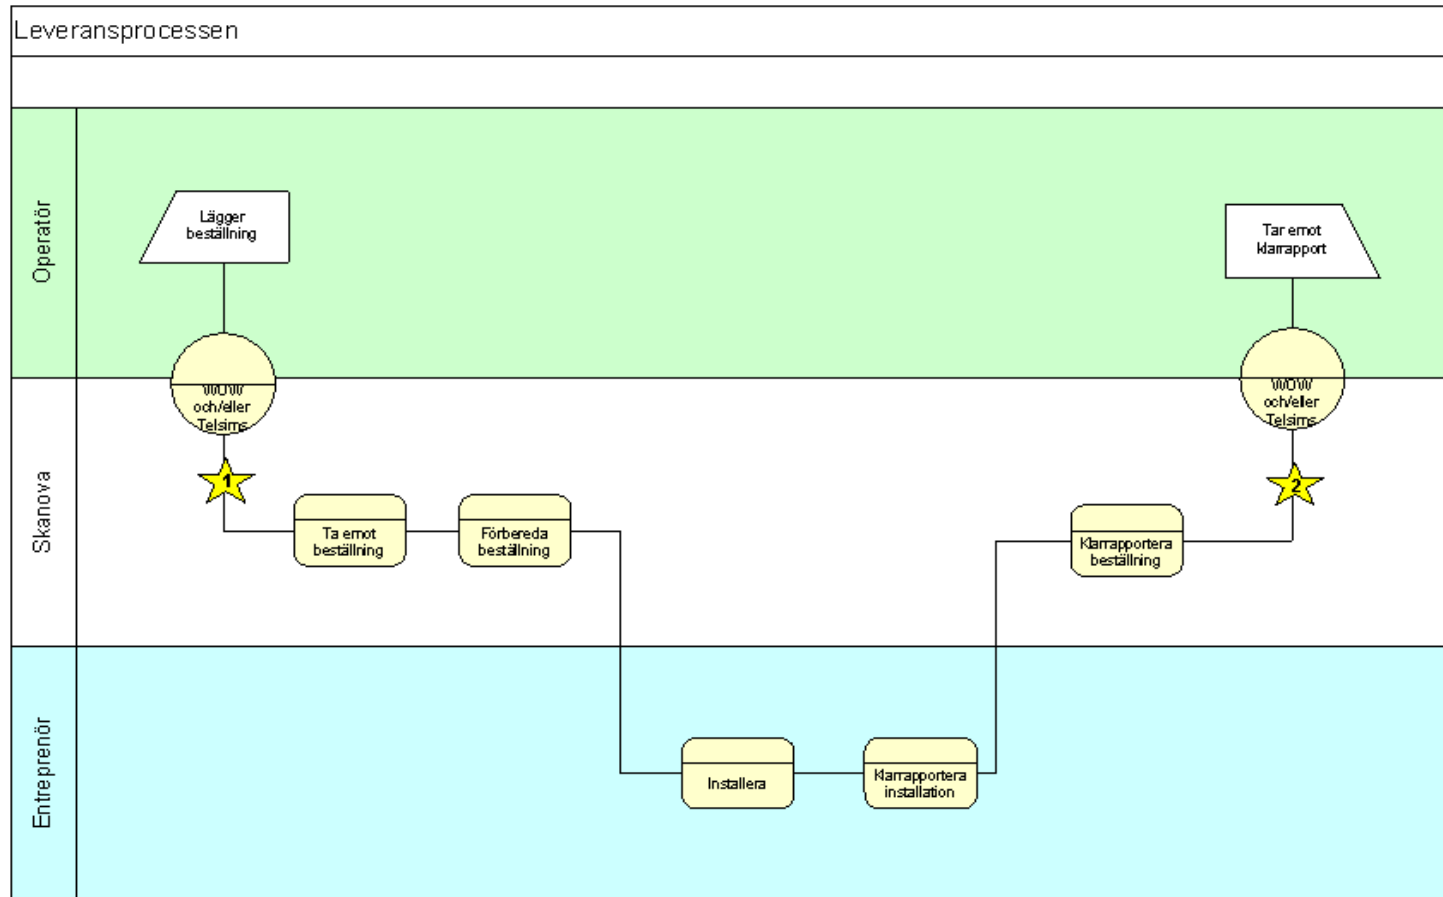 Leveransprocessen
Operatör
Lägger
beställning
Tar emot
klarrapport
WOW
och/eller
Telsims
WOW
och/eller
Telsims
Skanova
1
Ta emot
beställning
Förbereda
beställning
Klarrapportera
beställning
2
Entreprenör
Installera
Klarrapportera
installation